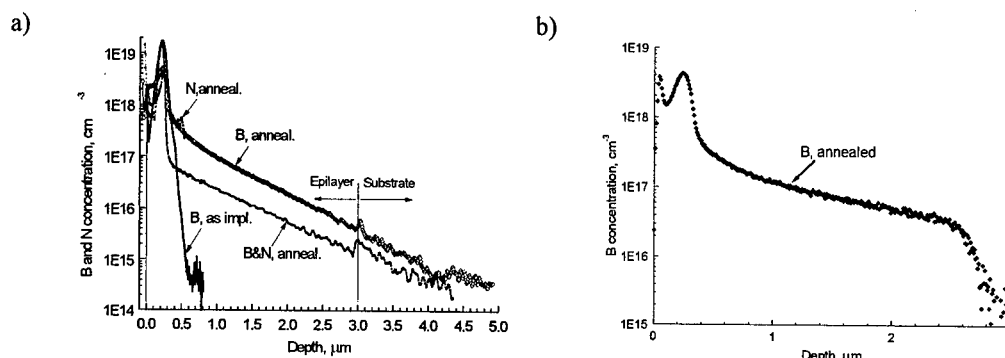 a)
B and N concentration, cm⁻³
1E19
1E18
1E17
1E16
1E15
1E14
N, anneal.
B, anneal.
Epilayer
Substrate
B, as impl.
B&N, anneal.
0.0 0.5 1.0 1.5 2.0 2.5 3.0 3.5 4.0 4.5 5.0
Depth, μm
b)
B concentration, cm⁻³
1E19
1E18
1E17
1E16
1E15
B, annealed
0 1 2
Depth, μm